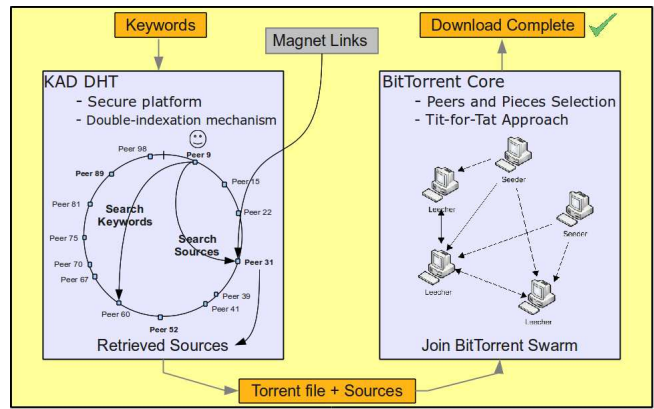 Keywords
Magnet Links
Download Complete
KAD DHT
- Secure platform
- Double-indexation mechanism
Peer 98
Peer 9
Peer 89
Peer 15
Peer 81
Search
Keywords
Peer 22
Peer 75
Search
Sources
Peer 70
Peer 31
Peer 67
Peer 39
Peer 60
Peer 41
Peer 52
Retrieved Sources
BitTorrent Core
- Peers and Pieces Selection
- Tit-for-Tat Approach
Seeder
Leecher
Seeder
Leecher
Leecher
Join BitTorrent Swarm
Torrent file + Sources